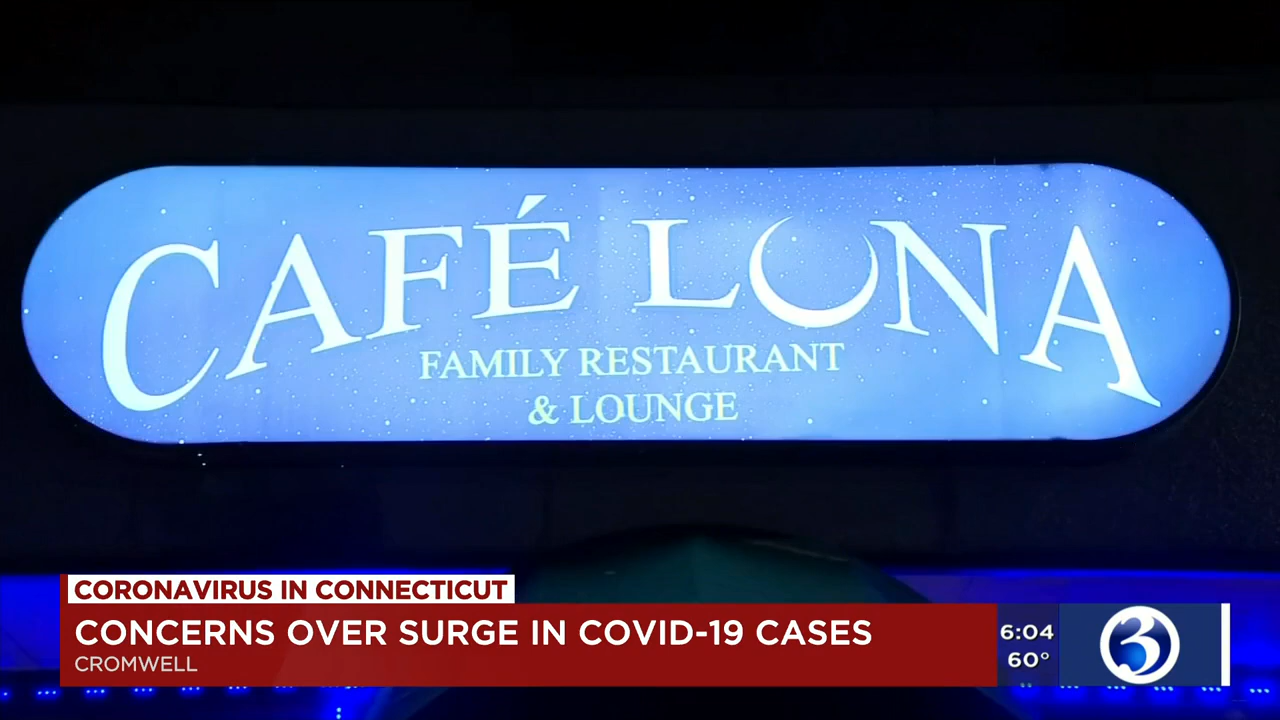 CAFÉ LUNA
FAMILY RESTAURANT
& LOUNGE
CORONAVIRUS IN CONNECTICUT
CONCERNS OVER SURGE IN COVID-19 CASES
CROMWELL
6:04
60°
3